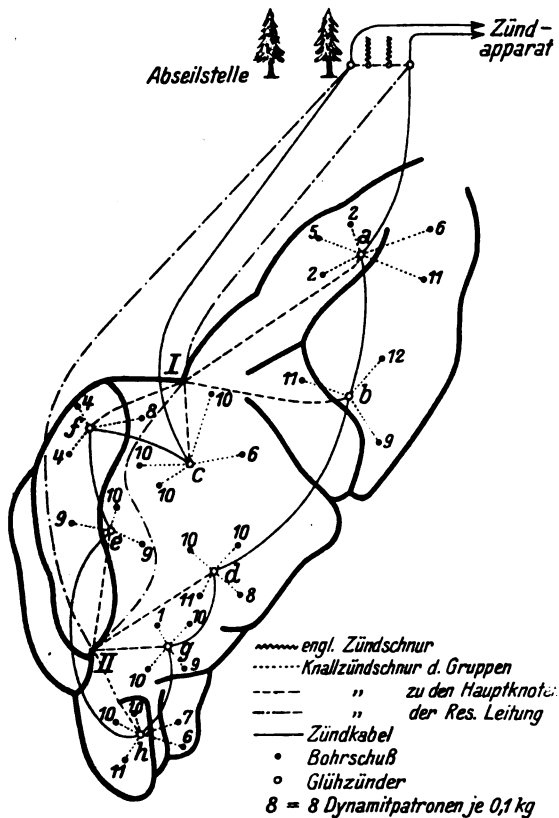 Zünd-
apparat
Abseilstelle
2
a
5
6
2
11
I
12
11
b
10
9
4
f
8
4
10
6
c
10
10
9
e
9
10
10
d
11
8
1
10
g
II
9
10
10
10
7
h
6
11
engl. Zündschnur
Knallzündschnur d. Gruppen
" zu den Hauptknote
" der Res. Leitung
Zündkabel
Bohrschuß
Glühzünder
8 = 8 Dynamitpatronen je 0,1 kg